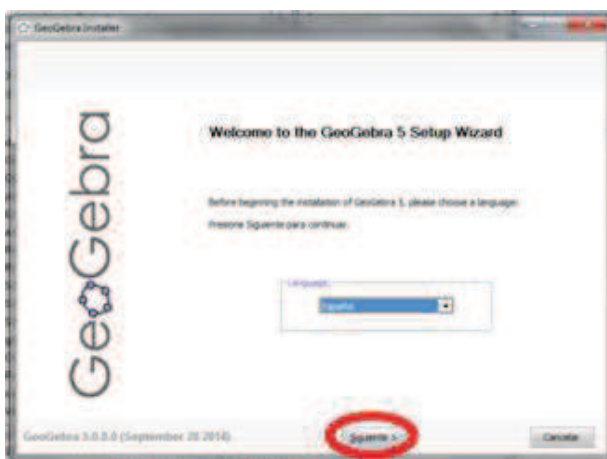 GeoGebra Installer
GeoGebra
Welcome to the GeoGebra 5 Setup Wizard
Before beginning the installation of GeoGebra 5, please choose a language:
Presione Siguiente para continuar.
Language
Español
GeoGebra 5.0.0.0 (September 20 2014)
Siguiente >
Cancelar